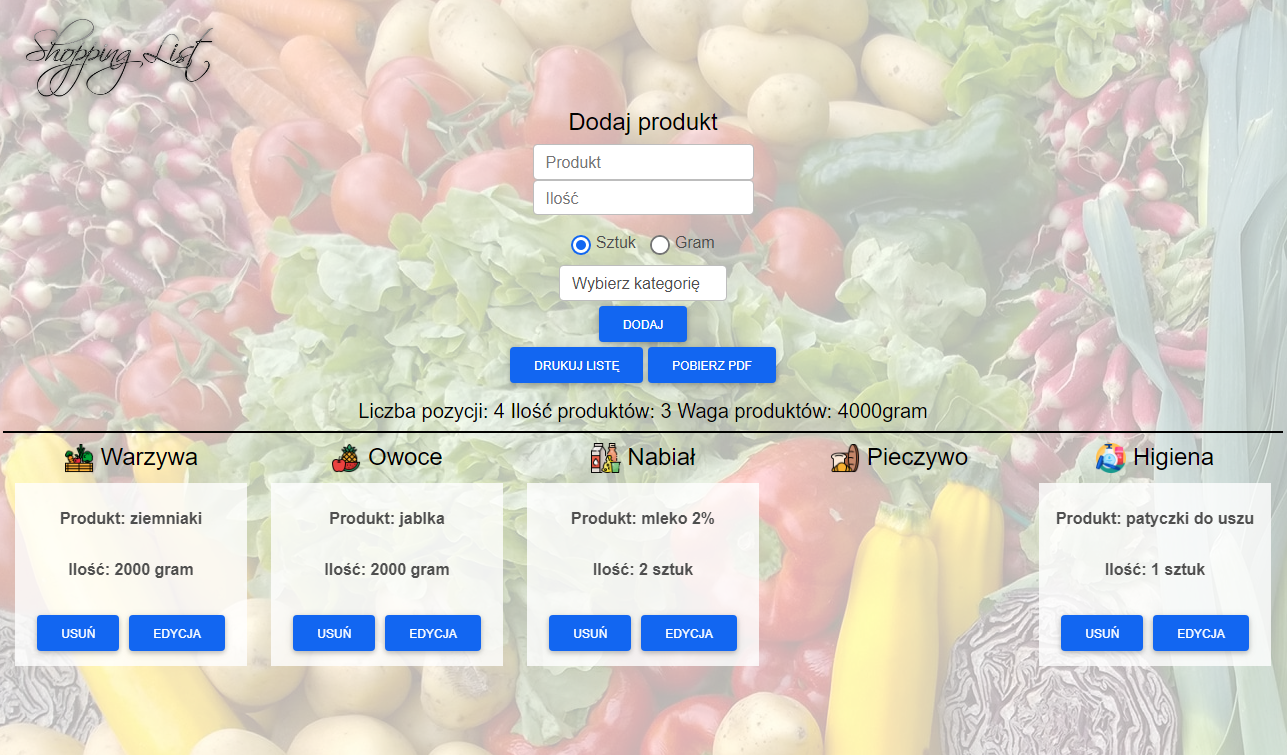 Shopping List
Dodaj produkt
Produkt
Ilość
Sztuk Gram
Wybierz kategorię
DODAJ
DRUKUJ LISTĘ POBIERZ PDF
Liczba pozycji: 4 Ilość produktów: 3 Waga produktów: 4000gram
Warzywa Owoce Nabiał Pieczywo Higiena
Produkt: ziemniaki Produkt: jablka Produkt: mleko 2% Produkt: patyczki do uszu
Ilość: 2000 gram Ilość: 2000 gram Ilość: 2 sztuk Ilość: 1 sztuk
USUŃ EDYCJA USUŃ EDYCJA USUŃ EDYCJA USUŃ EDYCJA